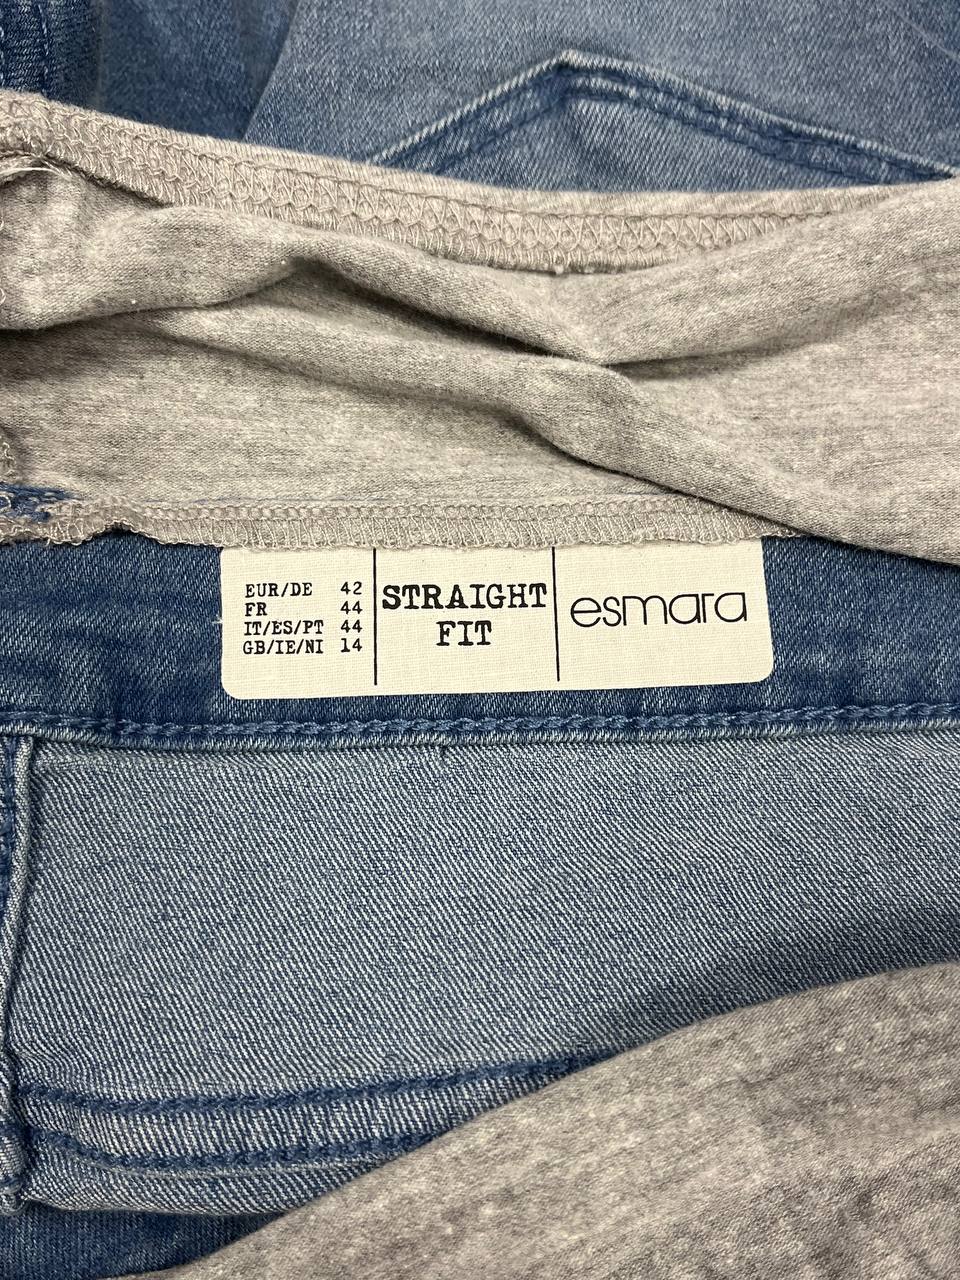 EUR/DE 42
FR 44
IT/ES/PT 44
GB/IE/NI 14
STRAIGHT
FIT
esmara